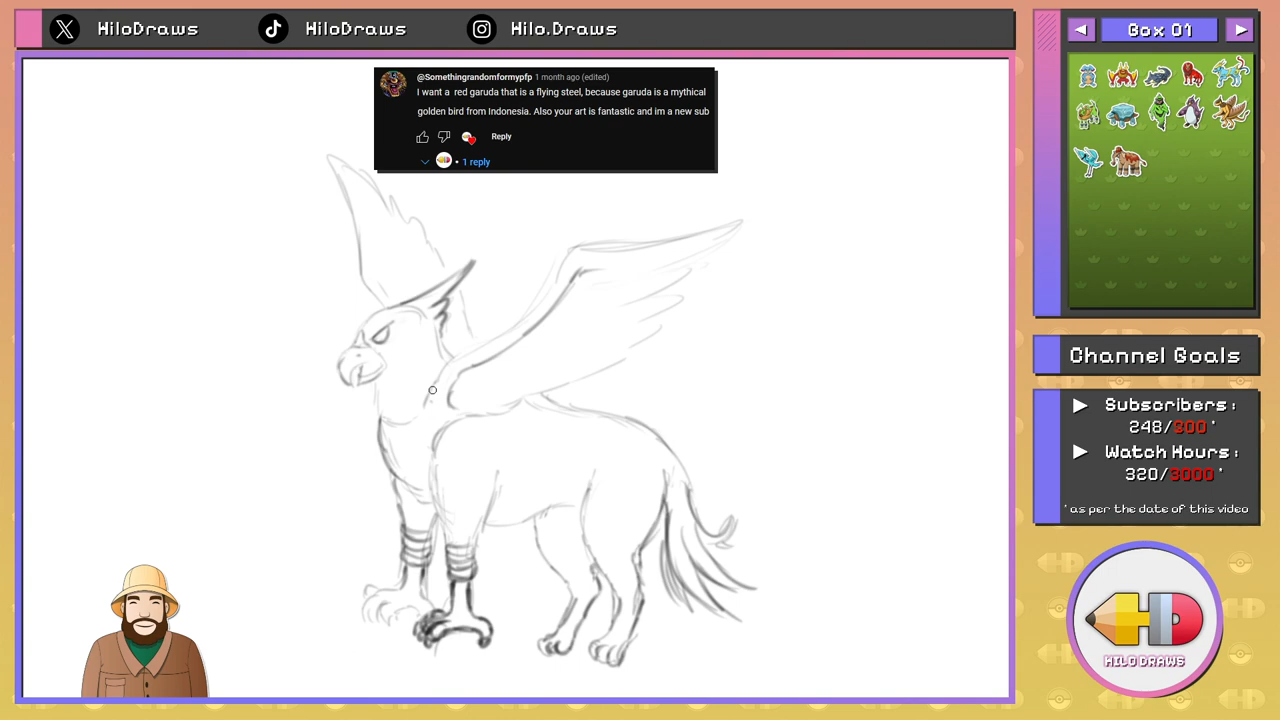 HiloDraws
HiloDraws
Hilo.Draws
Box 01
@Somethingrandomformypfp 1 month ago (edited)
I want a red garuda that is a flying steel, because garuda is a mythical
golden bird from Indonesia. Also your art is fantastic and im a new sub
Reply
• 1 reply
Channel Goals
Subscribers:
248/300*
Watch Hours:
320/3000*
*as per the date of this video
HD
HILO DRAWS